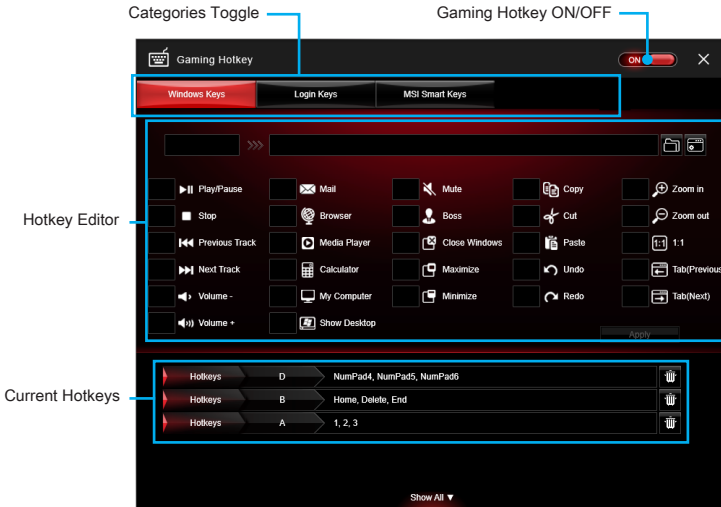 Categories Toggle
Gaming Hotkey ON/OFF
Gaming Hotkey
ON
Windows Keys
Login Keys
MSI Smart Keys
Hotkey Editor
Play/Pause
Mail
Mute
Copy
Zoom in
Stop
Browser
Boss
Cut
Zoom out
Previous Track
Media Player
Close Windows
Paste
1:1 1:1
Next Track
Calculator
Maximize
Undo
Tab(Previous
Volume -
My Computer
Minimize
Redo
Tab(Next)
Volume +
Show Desktop
Apply
Current Hotkeys
Hotkeys D NumPad4, NumPad5, NumPad6
Hotkeys B Home, Delete, End
Hotkeys A 1, 2, 3
Show All ▼